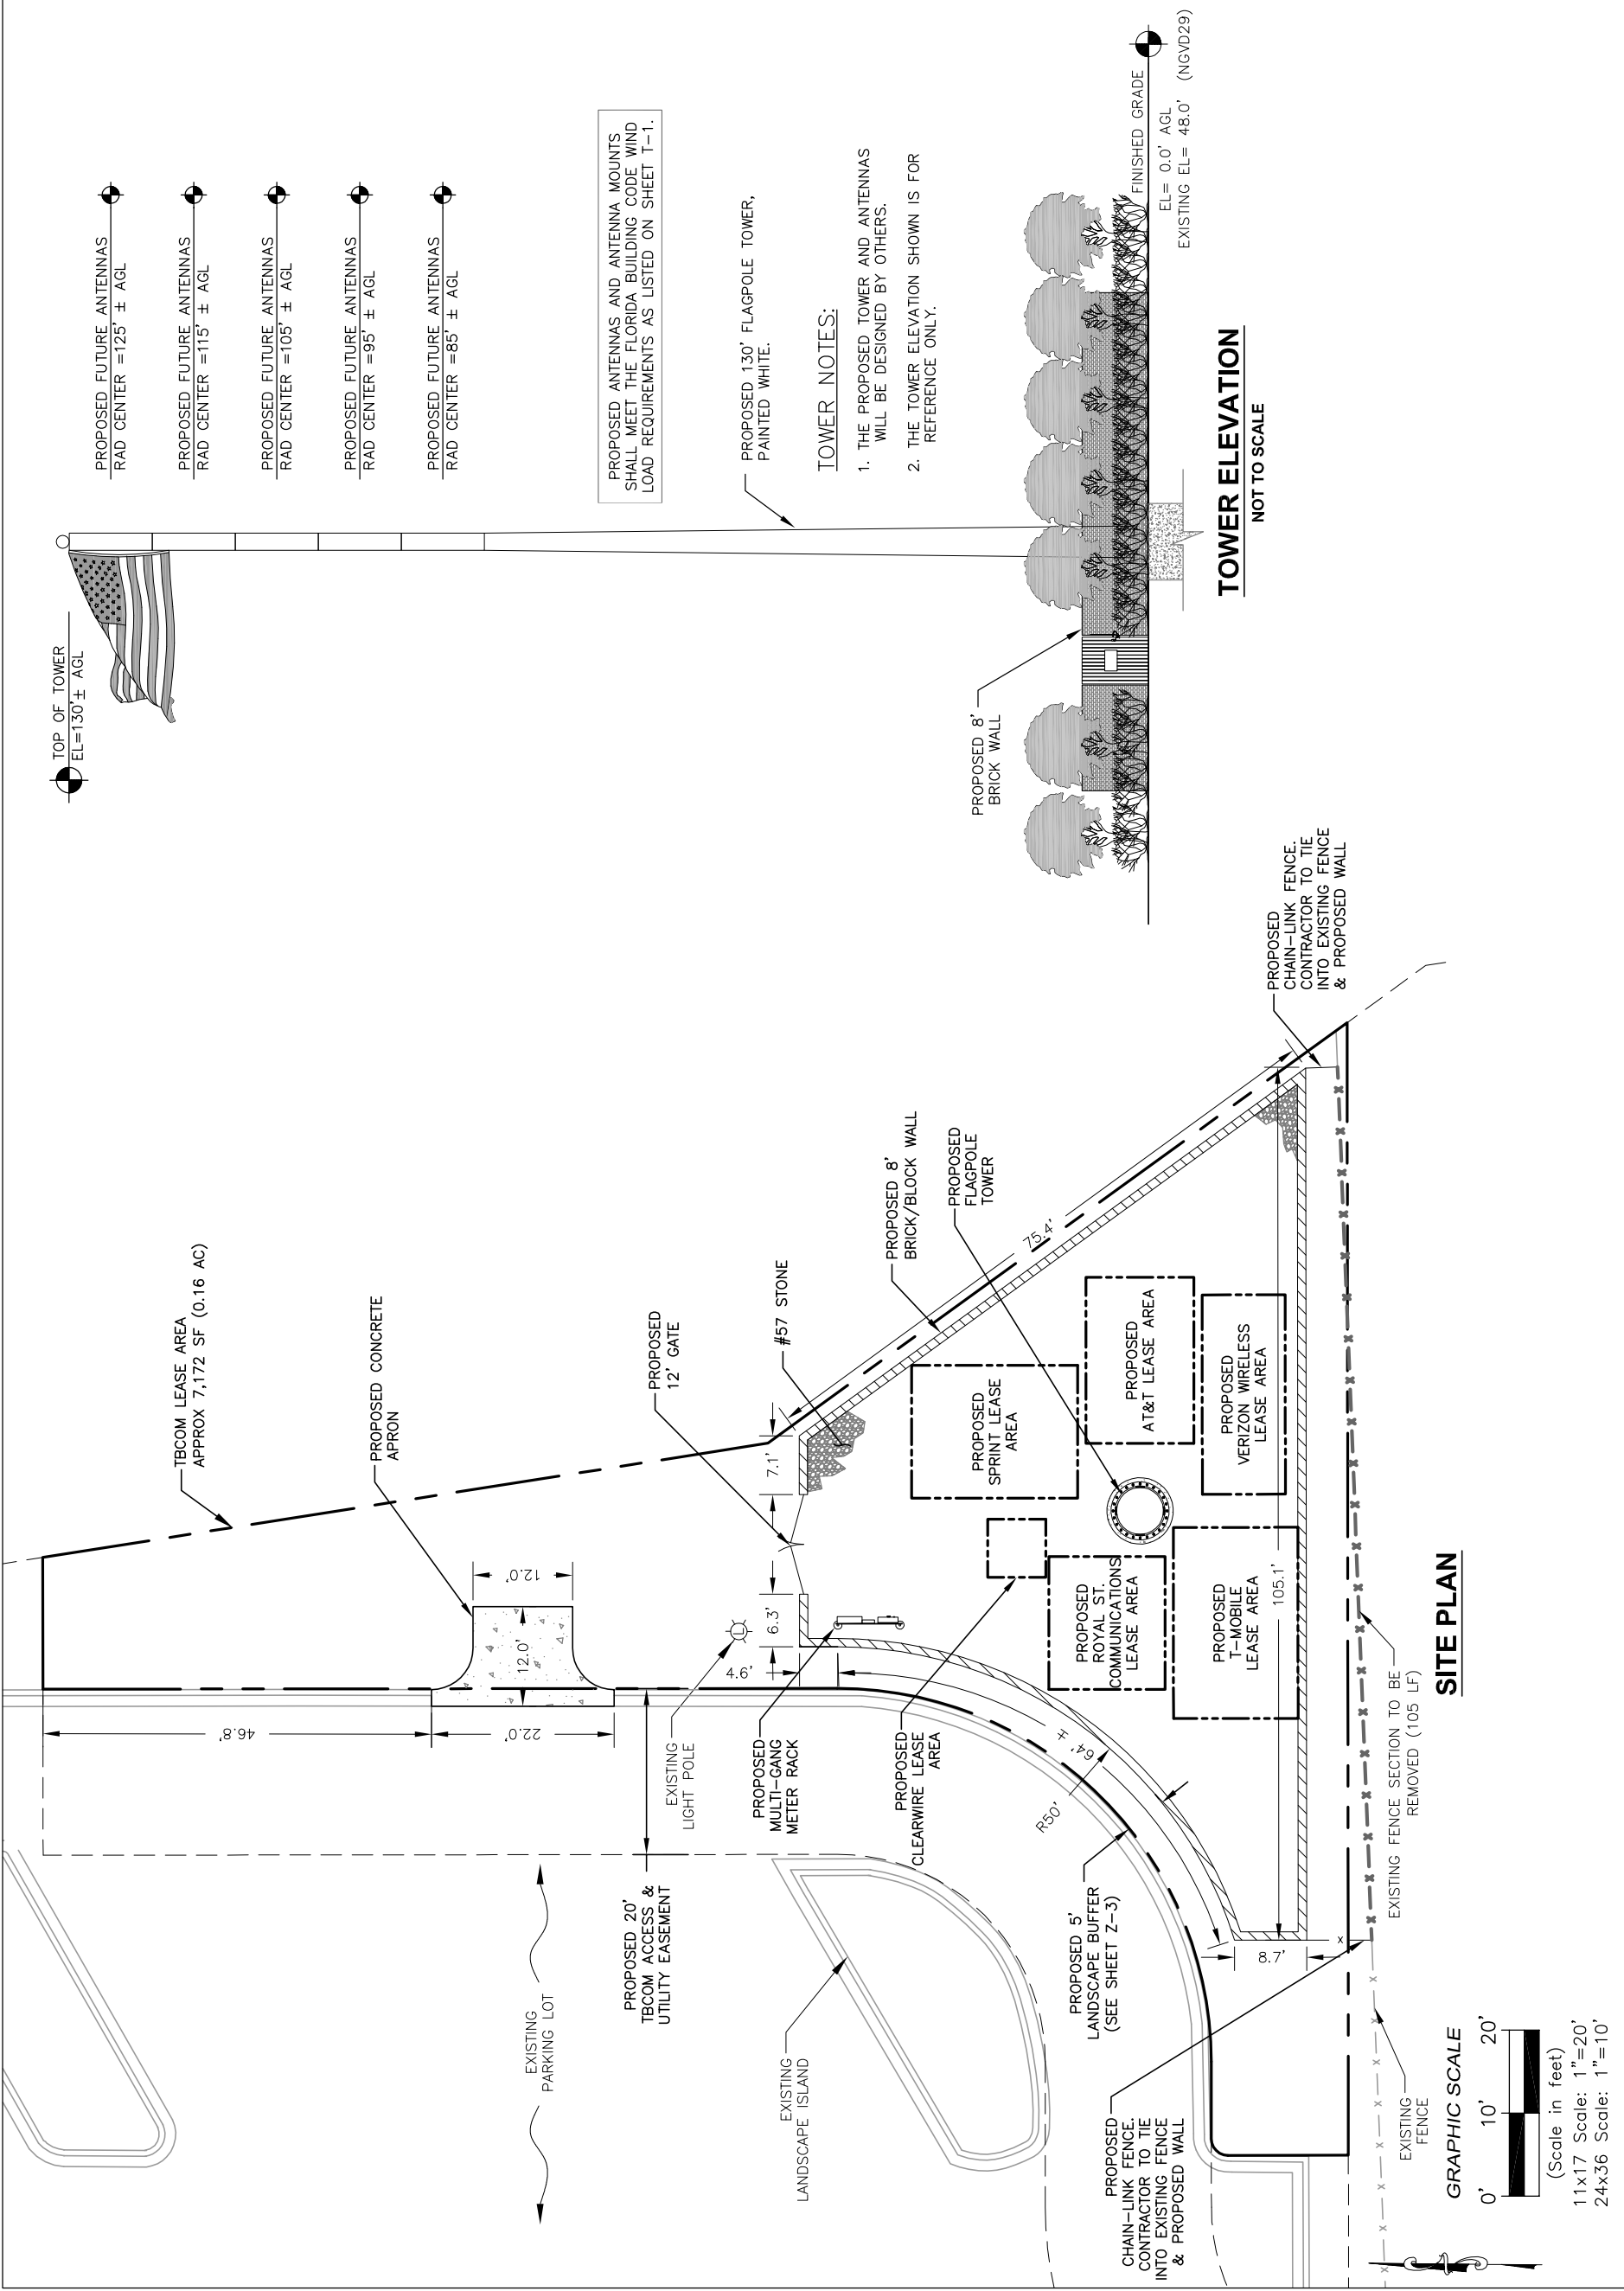 TBCOM LEASE AREA
APPROX 7,172 SF (0.16 AC)
PROPOSED CONCRETE
APRON
46.8'
22.0'
12.0'
12.0'
EXISTING
PARKING LOT
PROPOSED 20'
TBCOM ACCESS &
UTILITY EASEMENT
EXISTING
LIGHT POLE
L
PROPOSED
12' GATE
#57 STONE
7.1'
6.3'
4.6'
PROPOSED
MULTI-GANG
METER RACK
EXISTING
LANDSCAPE ISLAND
PROPOSED
CLEARWIRE LEASE
AREA
PROPOSED 8'
BRICK/BLOCK WALL
PROPOSED
FLAGPOLE
TOWER
75.4'
PROPOSED
SPRINT LEASE
AREA
PROPOSED
AT&T LEASE AREA
PROPOSED
VERIZON WIRELESS
LEASE AREA
PROPOSED
ROYAL ST.
COMMUNICATIONS
LEASE AREA
PROPOSED
T-MOBILE
LEASE AREA
64' ±
R50'
105.1'
8.7'
PROPOSED 5'
LANDSCAPE BUFFER
(SEE SHEET Z-3)
PROPOSED
CHAIN-LINK FENCE.
CONTRACTOR TO TIE
INTO EXISTING FENCE
& PROPOSED WALL
PROPOSED
CHAIN-LINK FENCE.
CONTRACTOR TO TIE
INTO EXISTING FENCE
& PROPOSED WALL
EXISTING FENCE SECTION TO BE
REMOVED (105 LF)
EXISTING
FENCE
SITE PLAN
GRAPHIC SCALE
0' 10' 20'
(Scale in feet)
11x17 Scale: 1"=20'
24x36 Scale: 1"=10'
TOP OF TOWER
EL=130'± AGL
PROPOSED FUTURE ANTENNAS
RAD CENTER =125' ± AGL
PROPOSED FUTURE ANTENNAS
RAD CENTER =115' ± AGL
PROPOSED FUTURE ANTENNAS
RAD CENTER =105' ± AGL
PROPOSED FUTURE ANTENNAS
RAD CENTER =95' ± AGL
PROPOSED FUTURE ANTENNAS
RAD CENTER =85' ± AGL
PROPOSED ANTENNAS AND ANTENNA MOUNTS
SHALL MEET THE FLORIDA BUILDING CODE WIND
LOAD REQUIREMENTS AS LISTED ON SHEET T-1.
PROPOSED 130' FLAGPOLE TOWER,
PAINTED WHITE.
TOWER NOTES:
1. THE PROPOSED TOWER AND ANTENNAS
WILL BE DESIGNED BY OTHERS.
2. THE TOWER ELEVATION SHOWN IS FOR
REFERENCE ONLY.
PROPOSED 8'
BRICK WALL
FINISHED GRADE
EL= 0.0' AGL
EXISTING EL= 48.0' (NGVD29)
TOWER ELEVATION
NOT TO SCALE